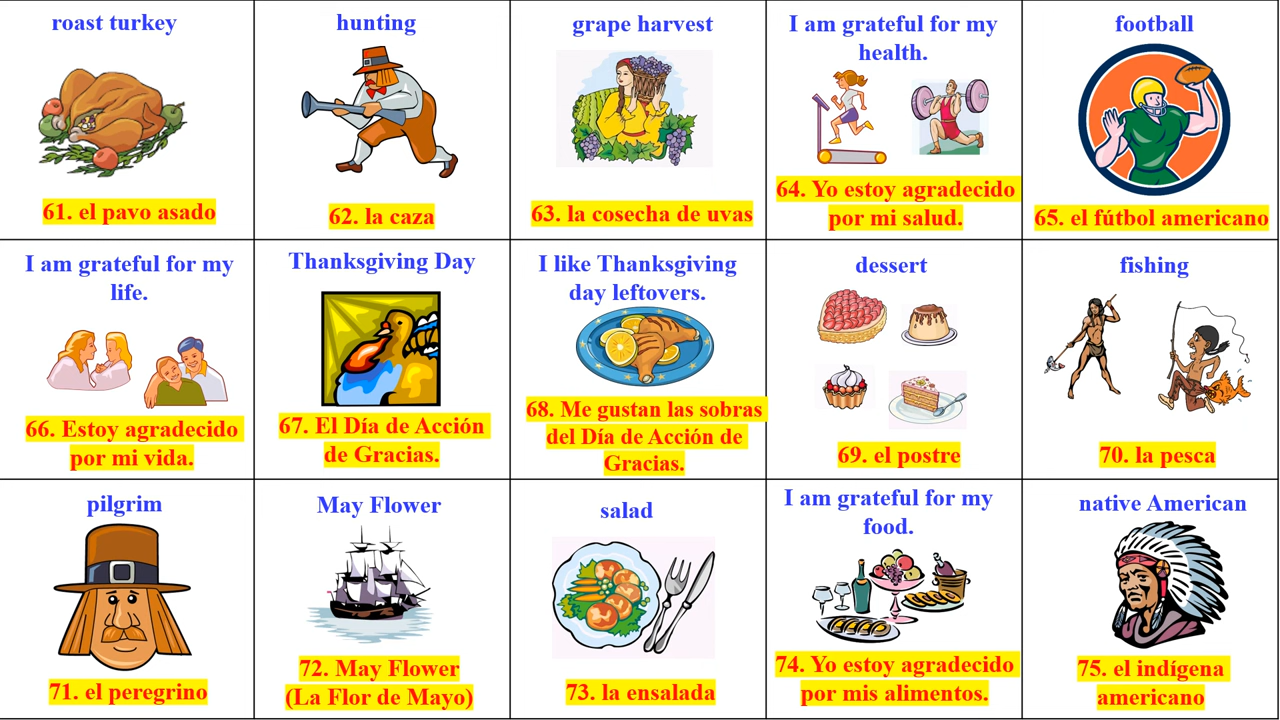 roast turkey
61. el pavo asado
hunting
62. la caza
grape harvest
63. la cosecha de uvas
I am grateful for my
health.
64. Yo estoy agradecido
por mi salud.
football
65. el fútbol americano
I am grateful for my
life.
66. Estoy agradecido
por mi vida.
Thanksgiving Day
67. El Día de Acción
de Gracias.
I like Thanksgiving
day leftovers.
68. Me gustan las sobras
del Día de Acción de
Gracias.
dessert
69. el postre
fishing
70. la pesca
pilgrim
71. el peregrino
May Flower
72. May Flower
(La Flor de Mayo)
salad
73. la ensalada
I am grateful for my
food.
74. Yo estoy agradecido
por mis alimentos.
native American
75. el indígena
americano